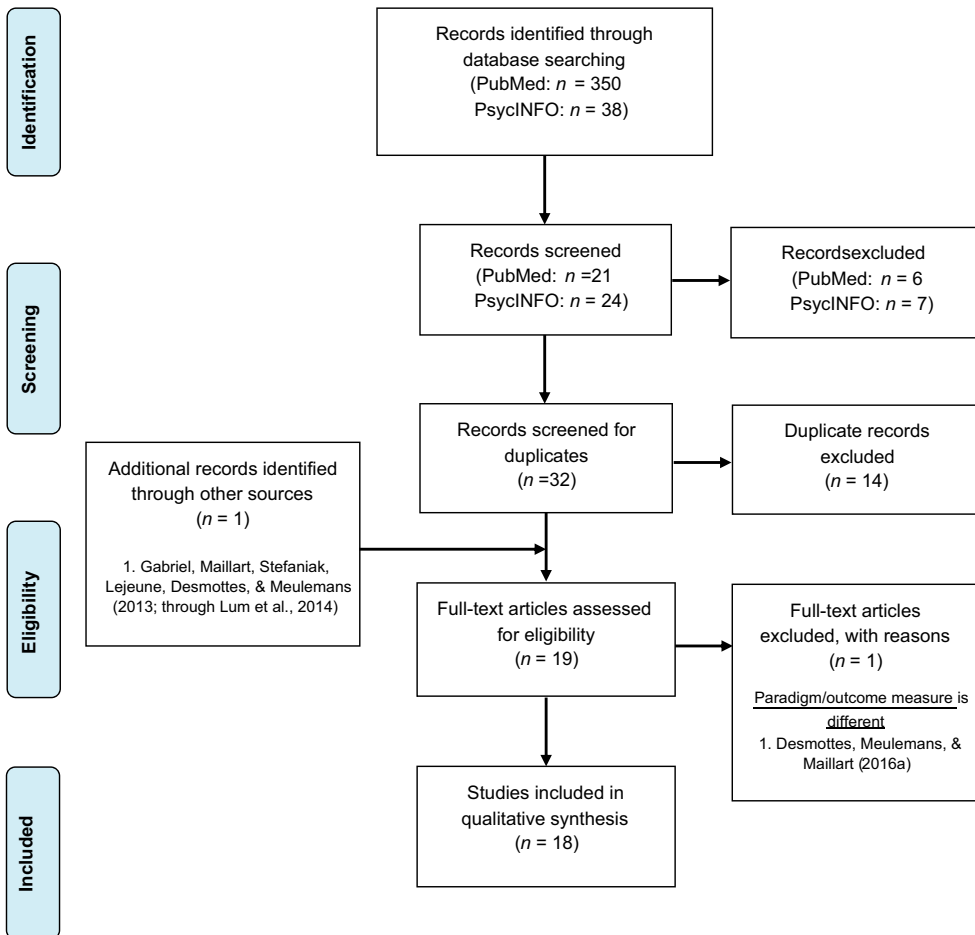 Identification
Records identified through
database searching
(PubMed: n = 350
PsycINFO: n = 38)
Screening
Records screened
(PubMed: n =21
PsycINFO: n = 24)
Recordsexcluded
(PubMed: n = 6
PsycINFO: n = 7)
Records screened for
duplicates
(n =32)
Duplicate records
excluded
(n = 14)
Additional records identified
through other sources
(n = 1)
1. Gabriel, Maillart, Stefaniak,
Lejeune, Desmottes, & Meulemans
(2013; through Lum et al., 2014)
Eligibility
Full-text articles assessed
for eligibility
(n = 19)
Full-text articles
excluded, with reasons
(n = 1)
Paradigm/outcome measure is
different
1. Desmottes, Meulemans, &
Maillart (2016a)
Included
Studies included in
qualitative synthesis
(n = 18)